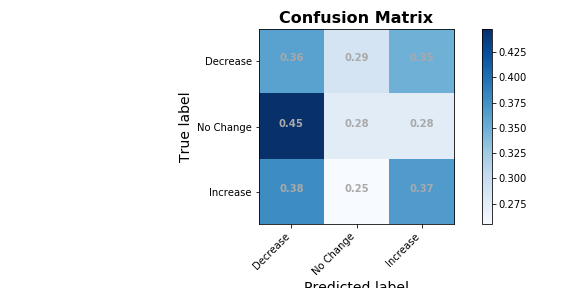 Confusion Matrix
Decrease 0.36 0.29 0.35
No Change 0.45 0.28 0.28
Increase 0.38 0.25 0.37
True label
Decrease No Change Increase
Predicted label
0.425
0.400
0.375
0.350
0.325
0.300
0.275